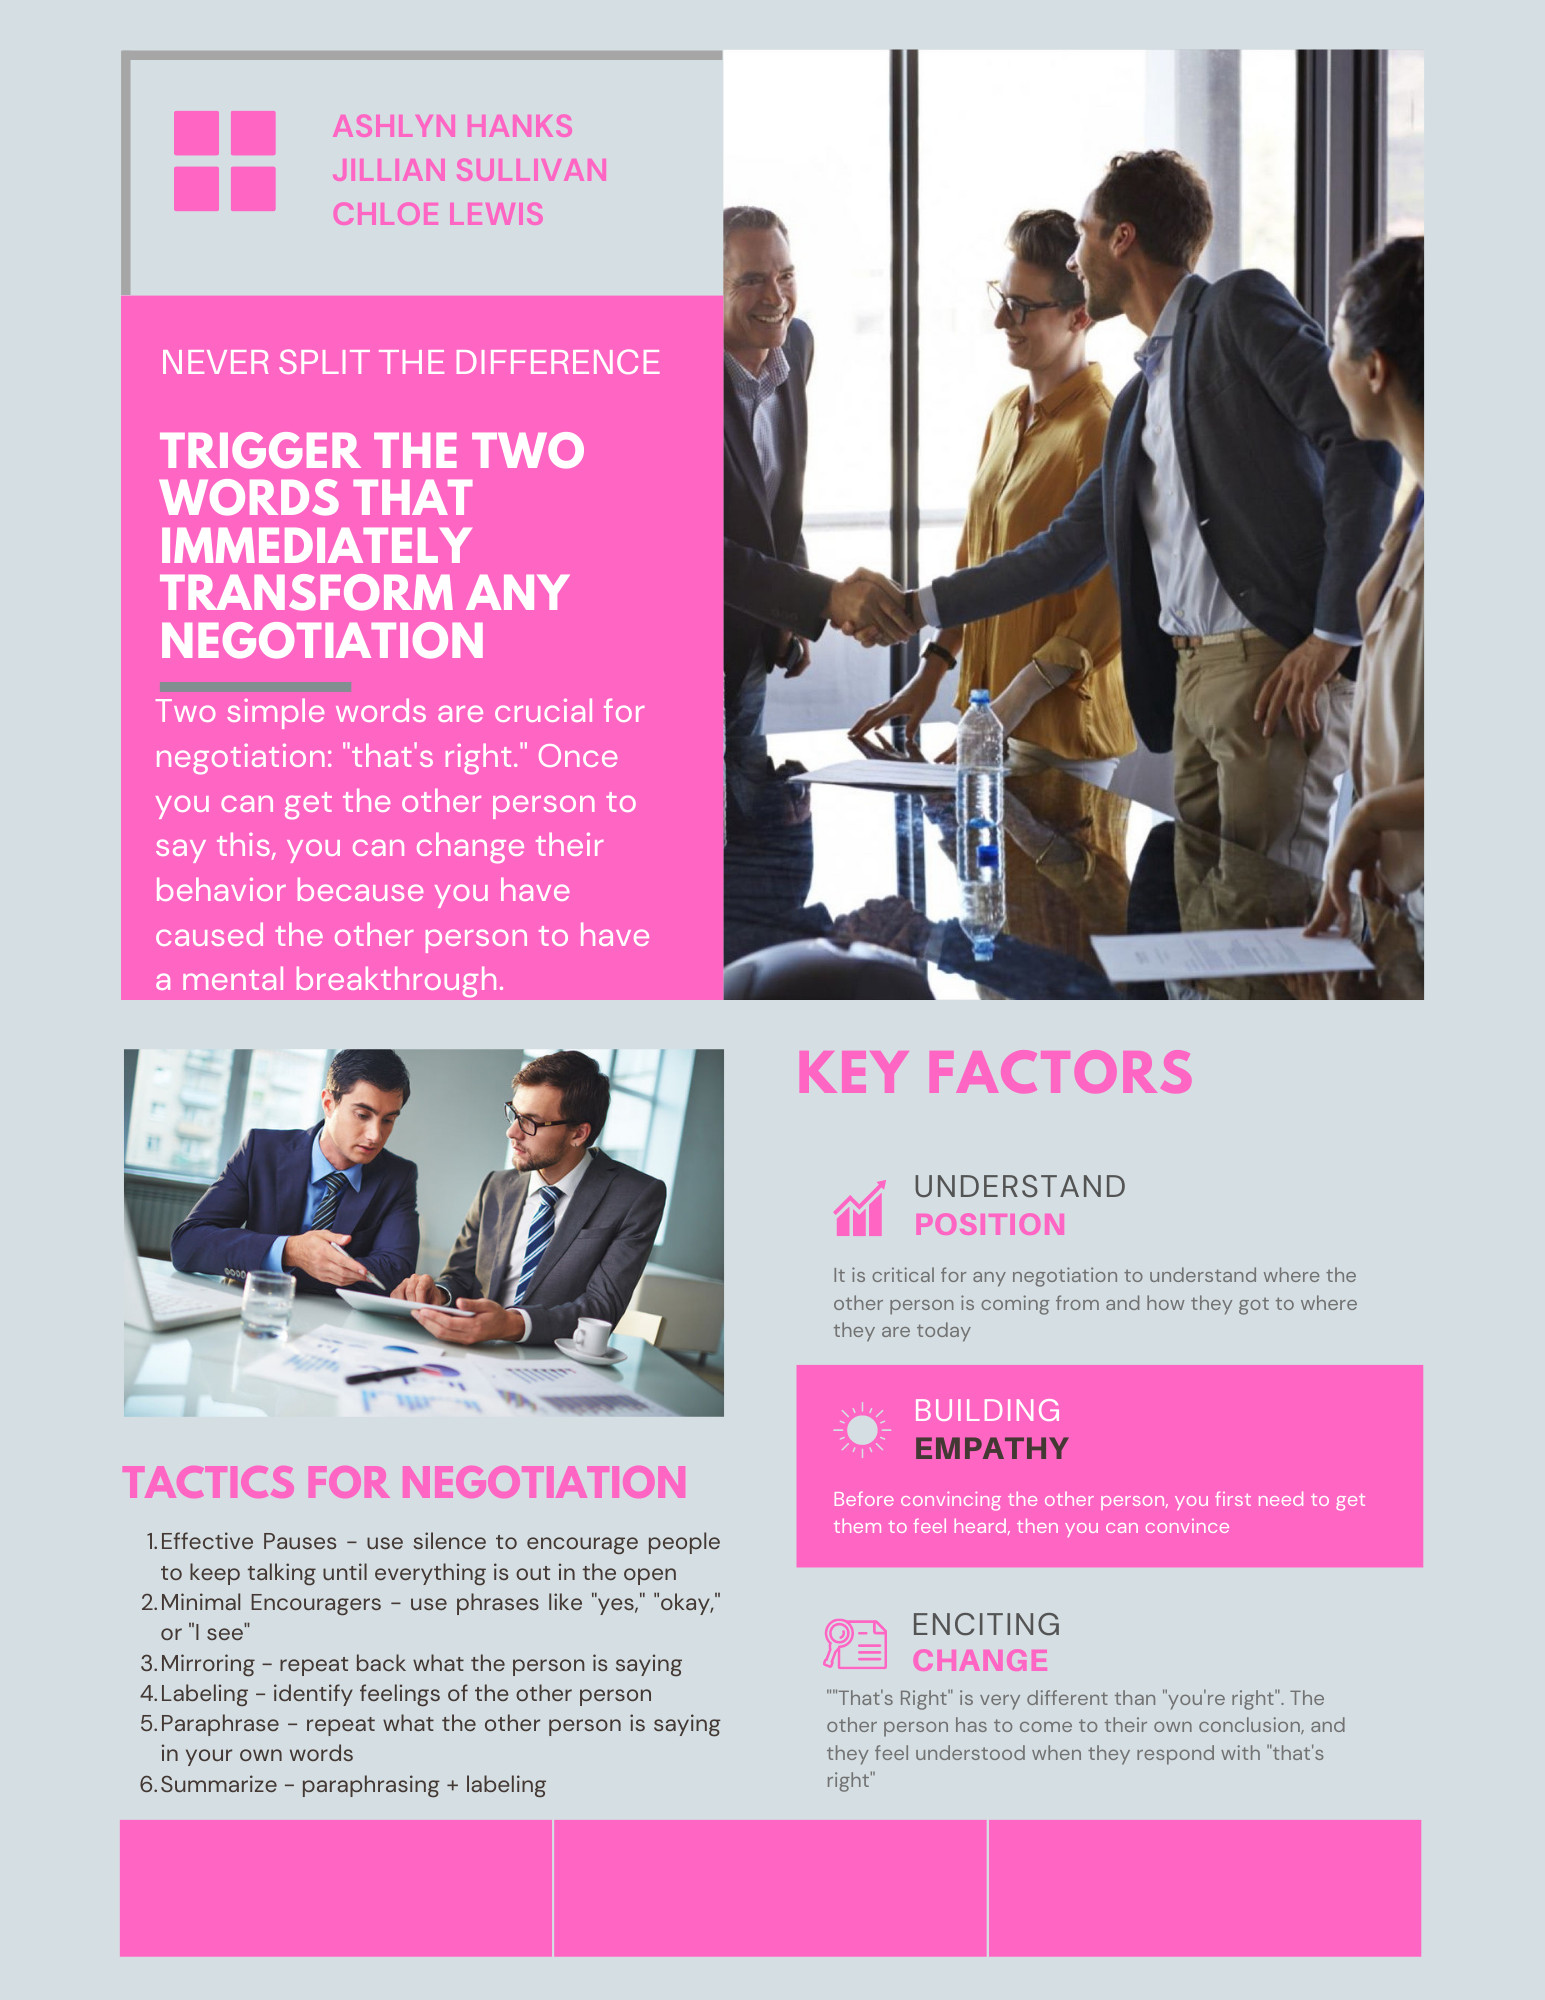 ASHLYN HANKS
JILLIAN SULLIVAN
CHLOE LEWIS
NEVER SPLIT THE DIFFERENCE
TRIGGER THE TWO
WORDS THAT
IMMEDIATELY
TRANSFORM ANY
NEGOTIATION
Two simple words are crucial for
negotiation: "that's right." Once
you can get the other person to
say this, you can change their
behavior because you have
caused the other person to have
a mental breakthrough.
TACTICS FOR NEGOTIATION
1. Effective Pauses - use silence to encourage people
to keep talking until everything is out in the open
2. Minimal Encouragers - use phrases like "yes," "okay,"
or "I see"
3. Mirroring - repeat back what the person is saying
4. Labeling - identify feelings of the other person
5. Paraphrase - repeat what the other person is saying
in your own words
6. Summarize - paraphrasing + labeling
KEY FACTORS
UNDERSTAND
POSITION
It is critical for any negotiation to understand where the
other person is coming from and how they got to where
they are today
BUILDING
EMPATHY
Before convincing the other person, you first need to get
them to feel heard, then you can convince
ENCITING
CHANGE
""That's Right" is very different than "you're right". The
other person has to come to their own conclusion, and
they feel understood when they respond with "that's
right"